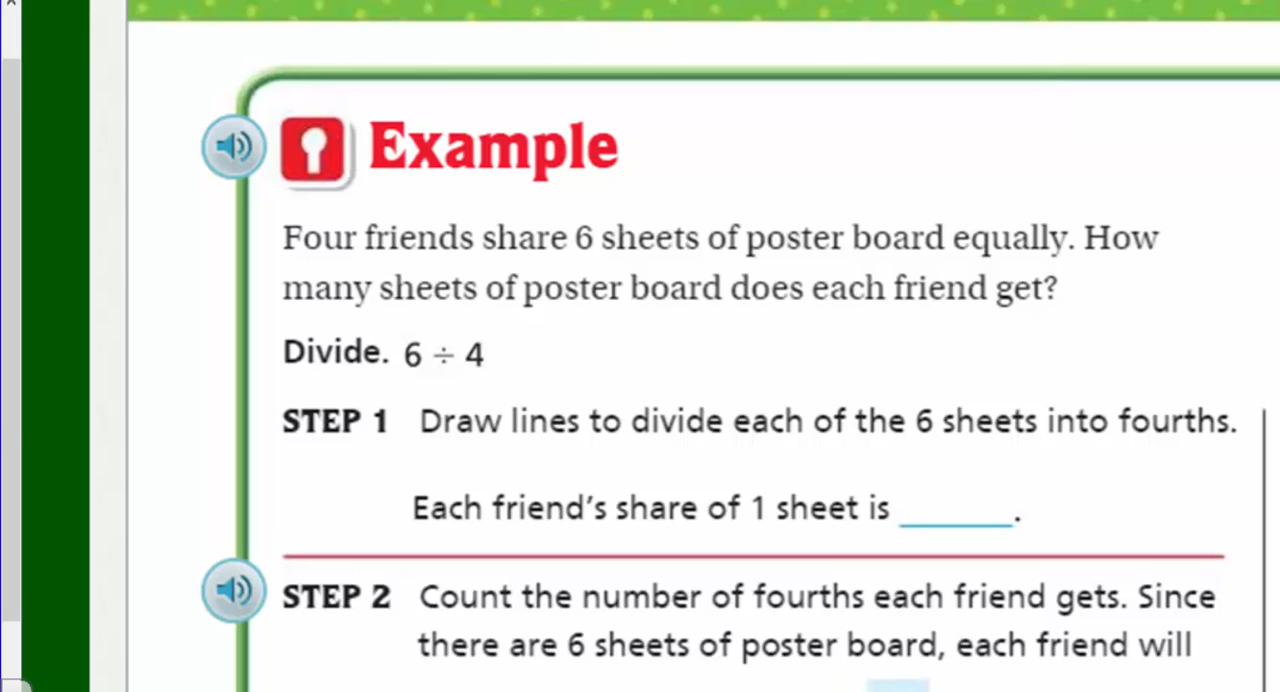 Example
Four friends share 6 sheets of poster board equally. How
many sheets of poster board does each friend get?
Divide. 6 ÷ 4
STEP 1 Draw lines to divide each of the 6 sheets into fourths.
Each friend’s share of 1 sheet is ______.
STEP 2 Count the number of fourths each friend gets. Since
there are 6 sheets of poster board, each friend will